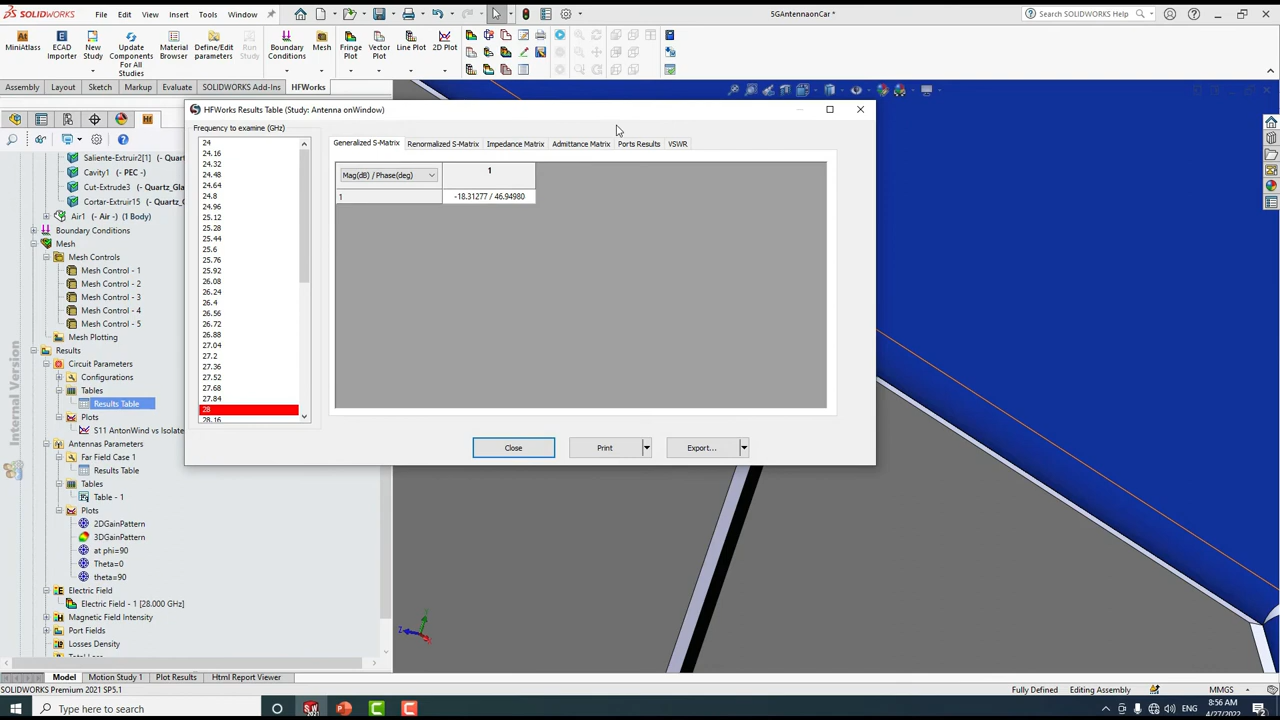 SOLIDWORKS File Edit View Insert Tools Window 5GAntennaonCar * Search SOLIDWORKS Help
MiniAtlass
ECAD Importer
New Study
Update Components For All Studies
Material Browser
Define/Edit Parameters
Run Study
Boundary Conditions
Mesh
Fringe Plot
Vector Plot
Line Plot
2D Plot
Assembly Layout Sketch Markup Evaluate SOLIDWORKS Add-Ins HFWorks
HFWorks Results Table (Study: Antenna onWindow)
Frequency to examine (GHz)
Generalized S-Matrix Renormalized S-Matrix Impedance Matrix Admittance Matrix Ports Results VSWR
Mag(dB) / Phase(deg) 1
1 -18.31277 / 46.94980
24
24.16
24.32
24.48
24.64
24.8
24.96
25.12
25.28
25.44
25.6
25.76
25.92
26.08
26.24
26.4
26.56
26.72
26.88
27.04
27.2
27.36
27.52
27.68
27.84
28
28.16
Close Print Export...
Saliente-Extruir2[1]
Cavity1 (- PEC -)
Cut-Extrude3 (- Quartz_Gla
Cortar-Extruir15 (- Quartz_
Air1 (- Air -) (1 Body)
Boundary Conditions
Mesh
Mesh Controls
Mesh Control - 1
Mesh Control - 2
Mesh Control - 3
Mesh Control - 4
Mesh Control - 5
Mesh Plotting
Results
Circuit Parameters
Configurations
Tables
Results Table
Plots
S11 AntonWind vs Isolate
Antennas Parameters
Far Field Case 1
Results Table
Tables
Table - 1
Plots
2DGainPattern
3DGainPattern
at phi=90
Theta=0
theta=90
Electric Field
Electric Field - 1 [28.000 GHz]
Magnetic Field Intensity
Port Fields
Losses Density
Internal Version
Z
Model Motion Study 1 Plot Results Html Report Viewer
SOLIDWORKS Premium 2021 SP5.1 Fully Defined Editing Assembly MMGS
Type here to search
ENG
8:56 AM
4/27/2022